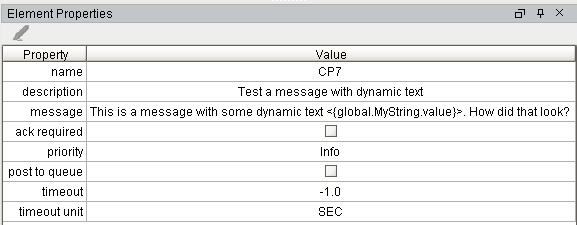 Element Properties
Property Value
name CP7
description Test a message with dynamic text
message This is a message with some dynamic text <{global.MyString.value}>. How did that look?
ack required
priority Info
post to queue
timeout -1.0
timeout unit SEC